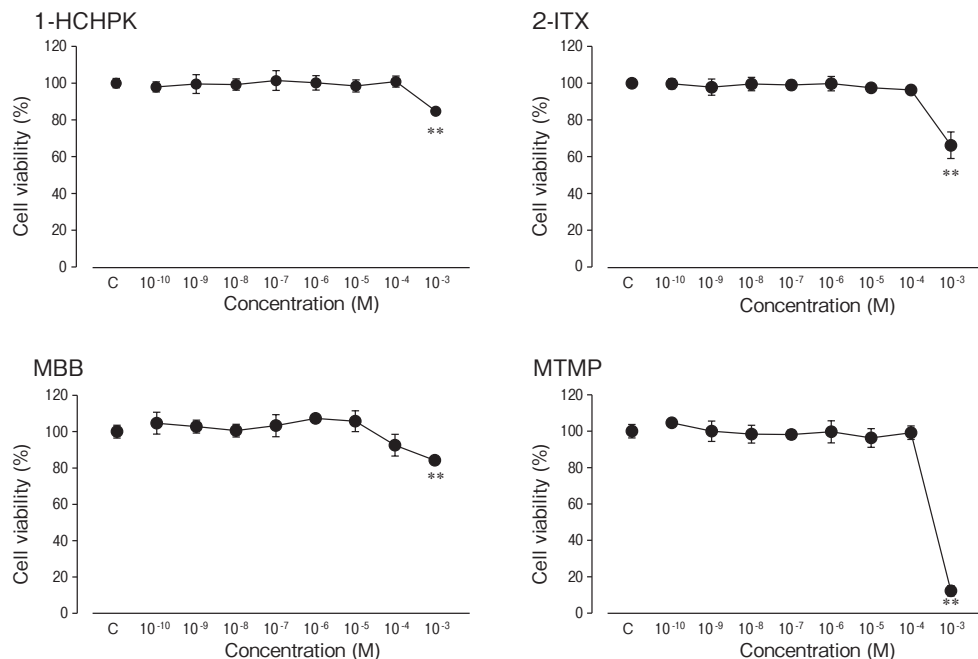 1-HCHPK
120
100
80
60
40
20
0
Cell viability (%)
**
C 10⁻¹⁰ 10⁻⁹ 10⁻⁸ 10⁻⁷ 10⁻⁶ 10⁻⁵ 10⁻⁴ 10⁻³
Concentration (M)
2-ITX
120
100
80
60
40
20
0
Cell viability (%)
**
C 10⁻¹⁰ 10⁻⁹ 10⁻⁸ 10⁻⁷ 10⁻⁶ 10⁻⁵ 10⁻⁴ 10⁻³
Concentration (M)
MBB
120
100
80
60
40
20
0
Cell viability (%)
**
C 10⁻¹⁰ 10⁻⁹ 10⁻⁸ 10⁻⁷ 10⁻⁶ 10⁻⁵ 10⁻⁴ 10⁻³
Concentration (M)
MTMP
120
100
80
60
40
20
0
Cell viability (%)
**
C 10⁻¹⁰ 10⁻⁹ 10⁻⁸ 10⁻⁷ 10⁻⁶ 10⁻⁵ 10⁻⁴ 10⁻³
Concentration (M)